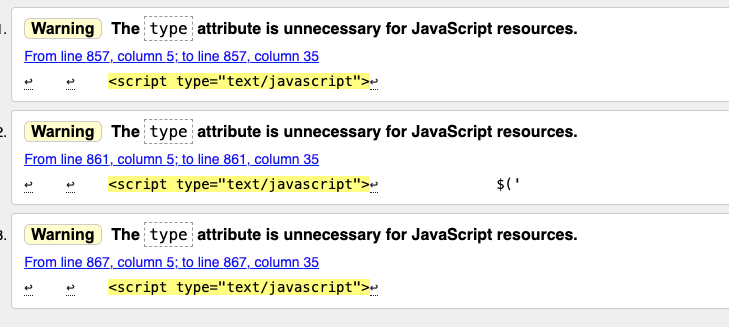 1. Warning The type attribute is unnecessary for JavaScript resources.
From line 857, column 5; to line 857, column 35
↩ ↩ <script type="text/javascript">↩
2. Warning The type attribute is unnecessary for JavaScript resources.
From line 861, column 5; to line 861, column 35
↩ ↩ <script type="text/javascript">↩ $('
3. Warning The type attribute is unnecessary for JavaScript resources.
From line 867, column 5; to line 867, column 35
↩ ↩ <script type="text/javascript">↩